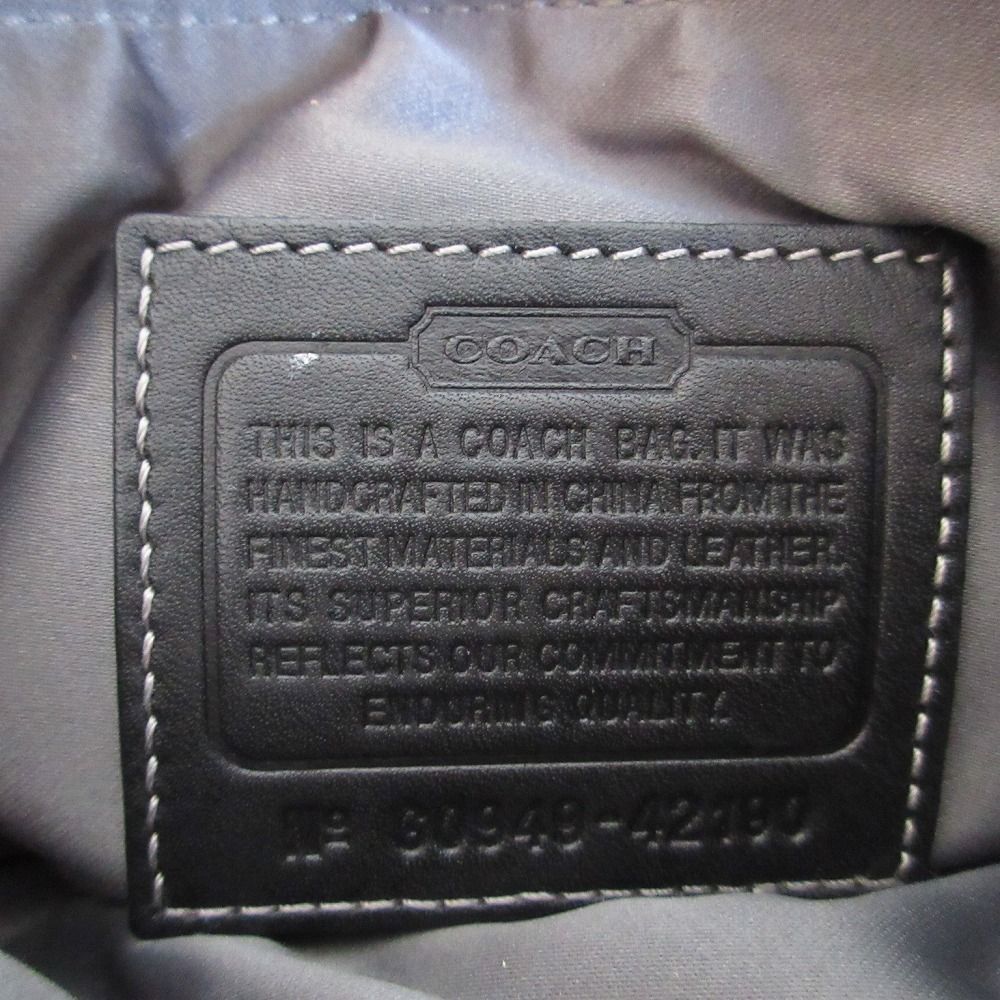 COACH
THIS IS A COACH BAG. IT WAS
HANDCRAFTED IN CHINA FROM THE
FINEST MATERIALS AND LEATHER.
ITS SUPERIOR CRAFTSMANSHIP
REFLECTS OUR COMMITMENT TO
ENDURING QUALITY.
Nº